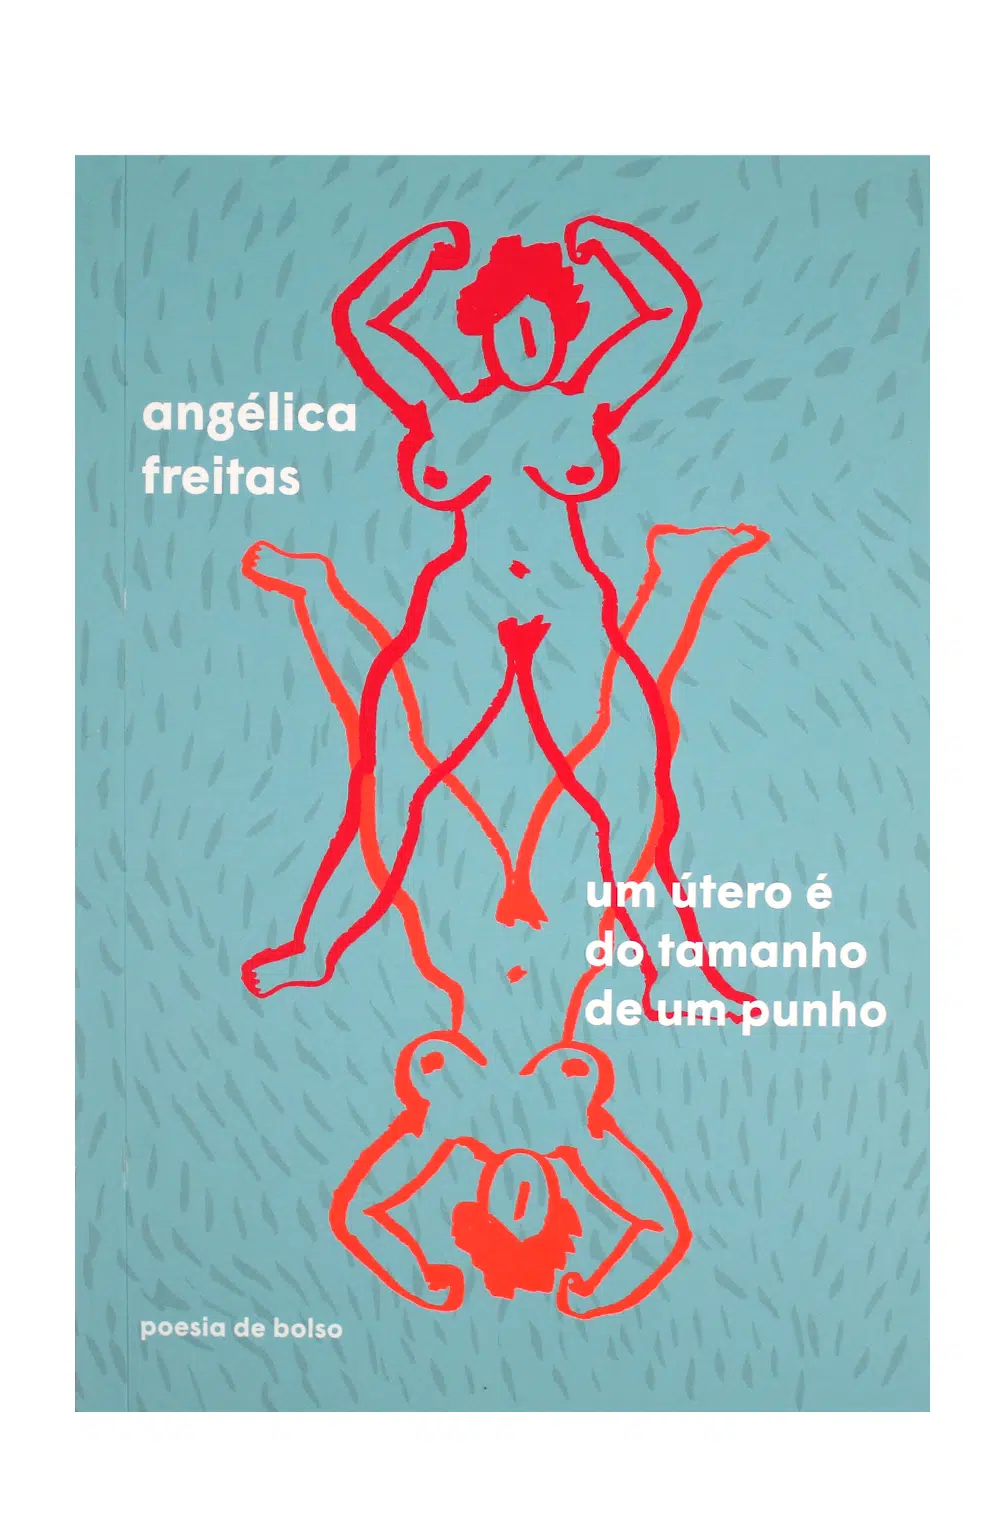 angélica
freitas
um útero é
do tamanho
de um punho
poesia de bolso